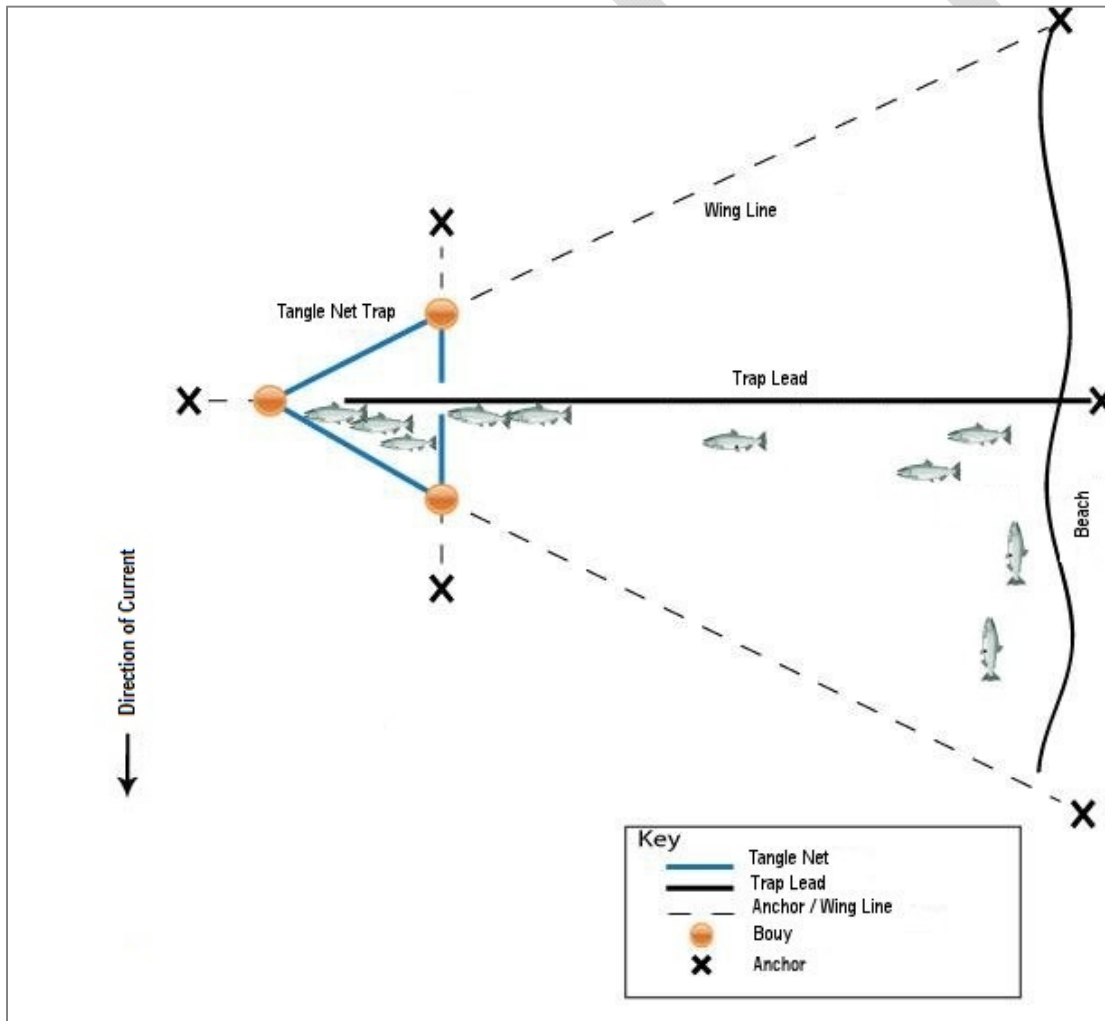 Wing Line
Tangle Net Trap
Trap Lead
Beach
Direction of Current
Key
Tangle Net
Trap Lead
Anchor / Wing Line
Bouy
Anchor